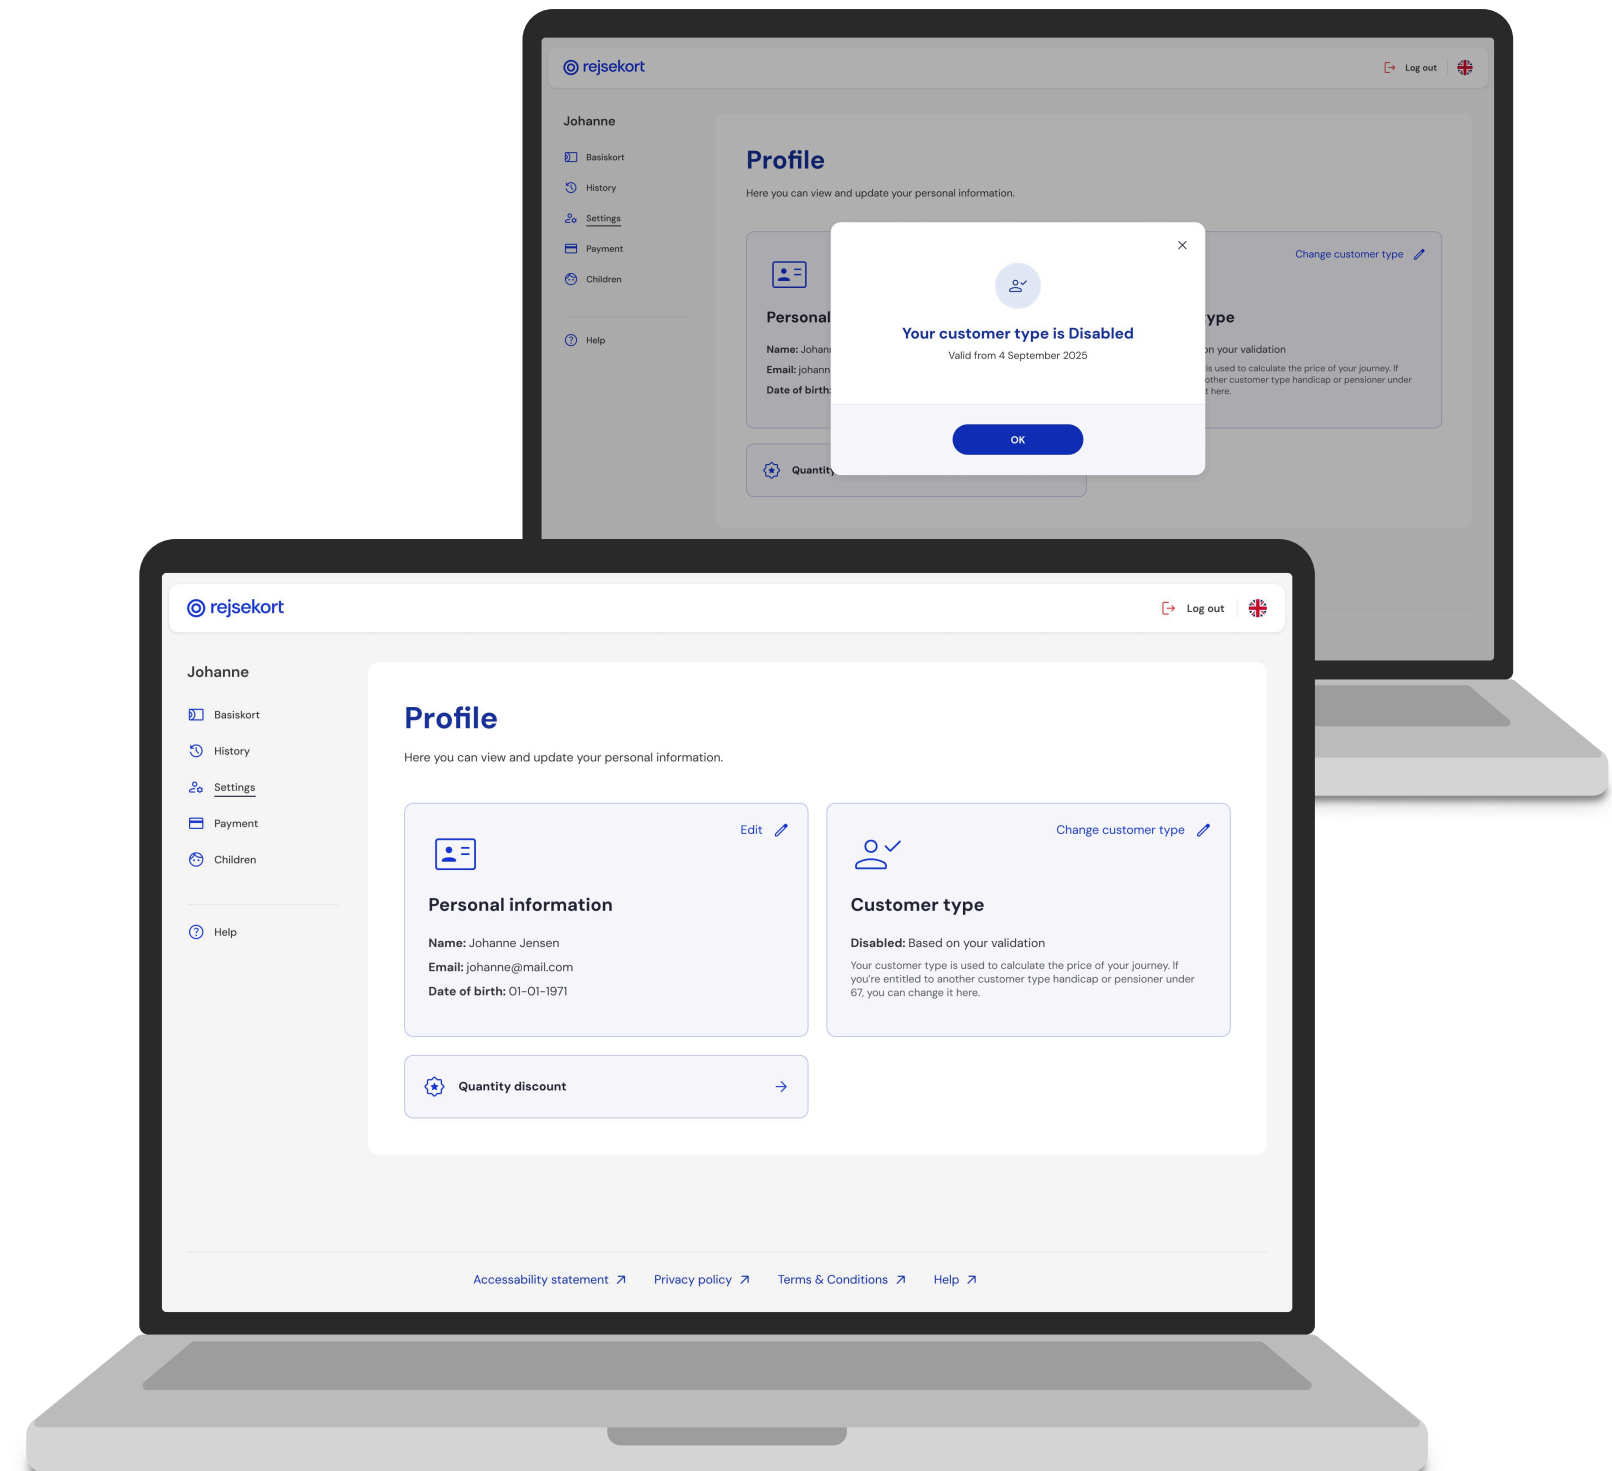 rejsekort
Log out
Johanne
Basiskort
History
Settings
Payment
Children
Help
Profile
Here you can view and update your personal information.
Personal
Name: Johan
Email: johann
Date of birth:
Quantity
Change customer type
ype
on your validation
is used to calculate the price of your journey. If
other customer type handicap or pensioner under
here.
Your customer type is Disabled
Valid from 4 September 2025
OK
rejsekort
Log out
Johanne
Basiskort
History
Settings
Payment
Children
Help
Profile
Here you can view and update your personal information.
Edit
Personal information
Name: Johanne Jensen
Email: johanne@mail.com
Date of birth: 01-01-1971
Change customer type
Customer type
Disabled: Based on your validation
Your customer type is used to calculate the price of your journey. If
you're entitled to another customer type handicap or pensioner under
67, you can change it here.
Quantity discount
Accessability statement
Privacy policy
Terms & Conditions
Help